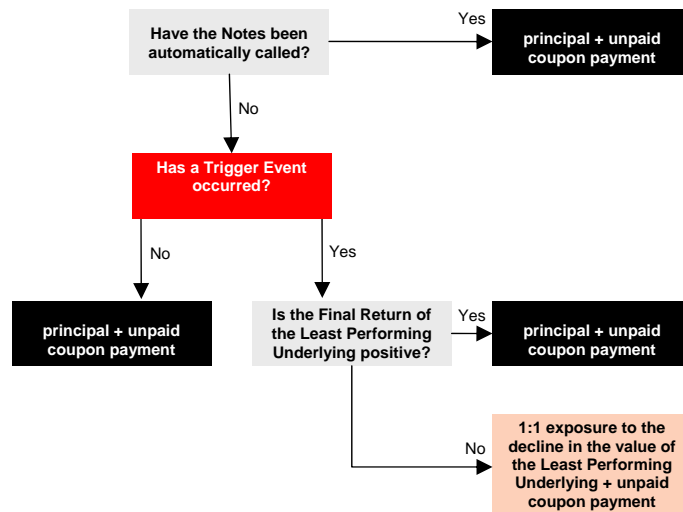 Have the Notes been
automatically called?
Yes
principal + unpaid
coupon payment
No
Has a Trigger Event
occurred?
No
Yes
principal + unpaid
coupon payment
Is the Final Return of
the Least Performing
Underlying positive?
Yes
principal + unpaid
coupon payment
No
1:1 exposure to the
decline in the value of
the Least Performing
Underlying + unpaid
coupon payment